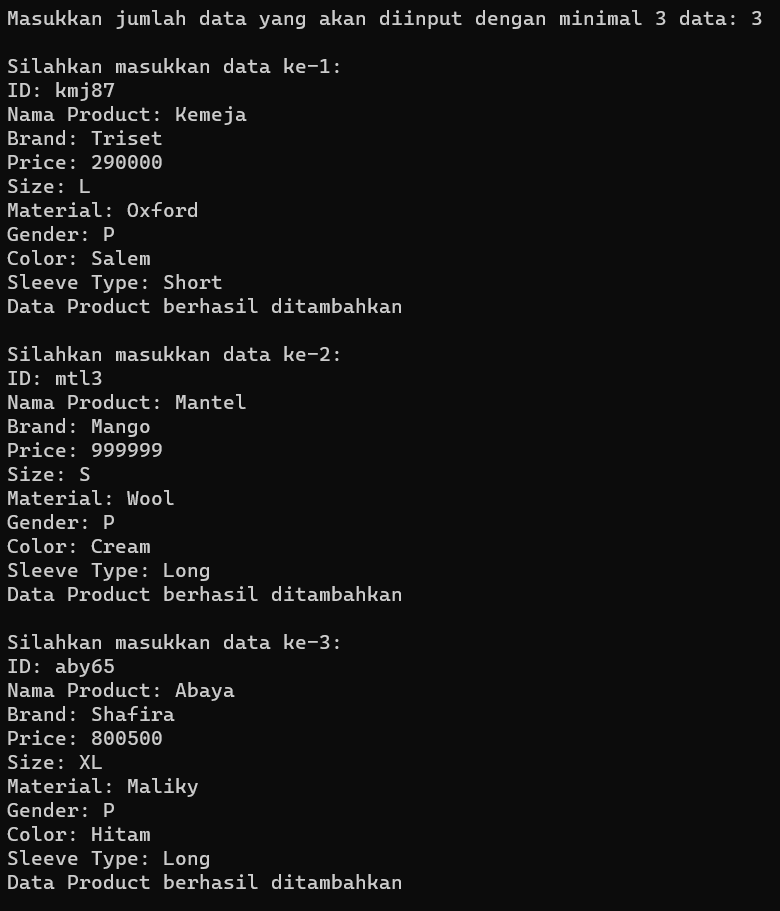 Masukkan jumlah data yang akan diinput dengan minimal 3 data: 3
Silahkan masukkan data ke-1:
ID: kmj87
Nama Product: Kemeja
Brand: Triset
Price: 290000
Size: L
Material: Oxford
Gender: P
Color: Salem
Sleeve Type: Short
Data Product berhasil ditambahkan
Silahkan masukkan data ke-2:
ID: mtl3
Nama Product: Mantel
Brand: Mango
Price: 999999
Size: S
Material: Wool
Gender: P
Color: Cream
Sleeve Type: Long
Data Product berhasil ditambahkan
Silahkan masukkan data ke-3:
ID: aby65
Nama Product: Abaya
Brand: Shafira
Price: 800500
Size: XL
Material: Maliky
Gender: P
Color: Hitam
Sleeve Type: Long
Data Product berhasil ditambahkan